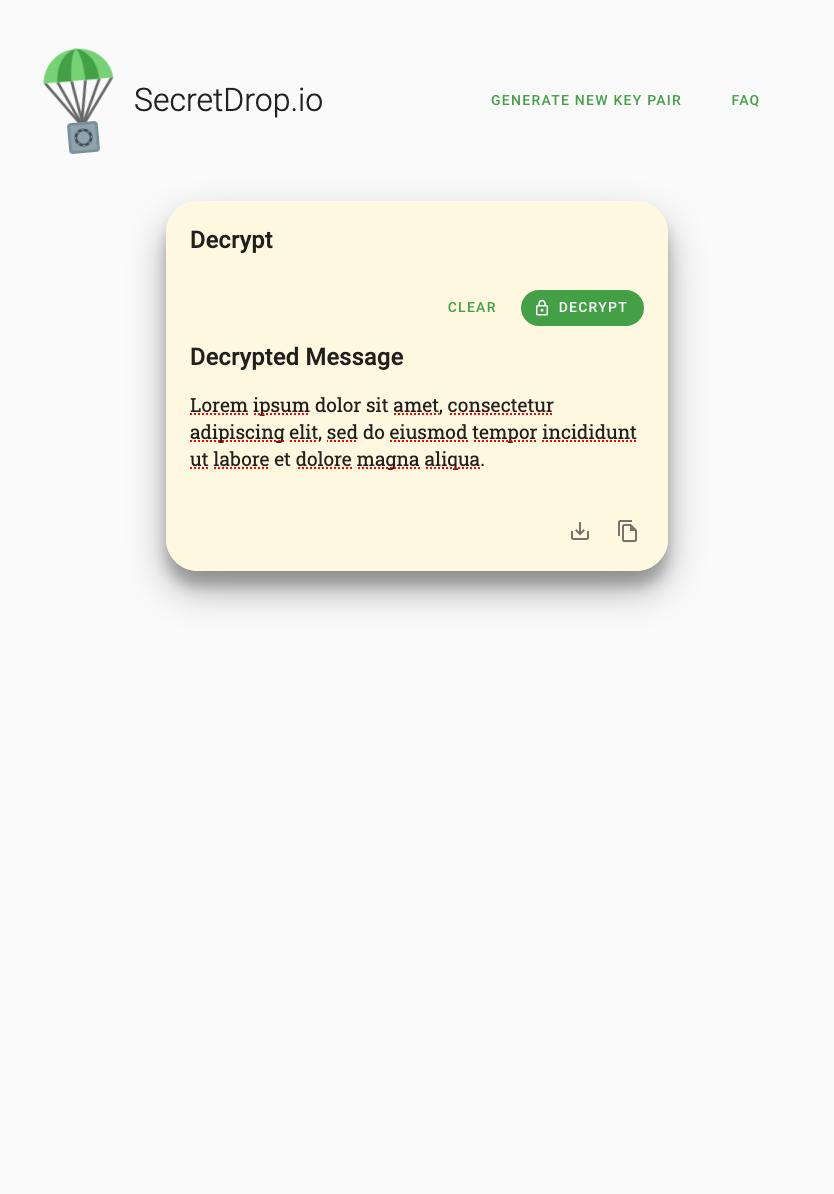 SecretDrop.io
GENERATE NEW KEY PAIR
FAQ
Decrypt
CLEAR
DECRYPT
Decrypted Message
Lorem ipsum dolor sit amet, consectetur
adipiscing elit, sed do eiusmod tempor incididunt
ut labore et dolore magna aliqua.